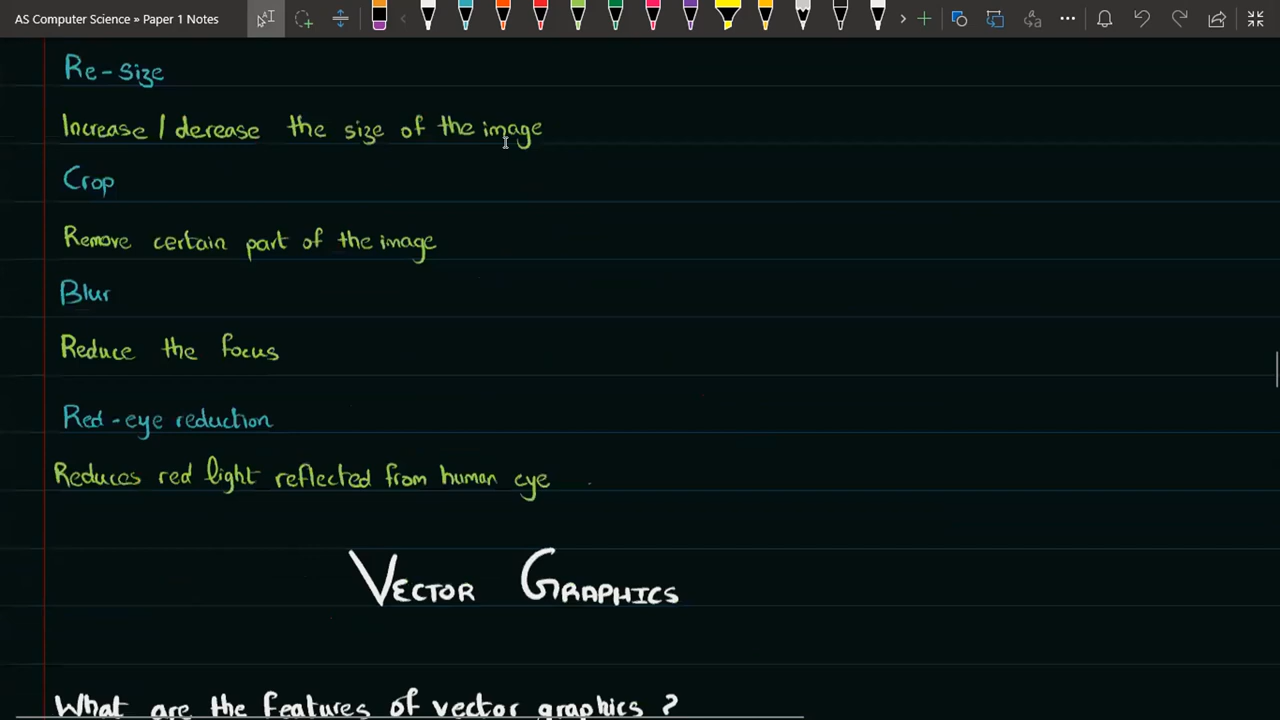 AS Computer Science » Paper 1 Notes
Re-size
Increase / derease the size of the image
Crop
Remove certain part of the image
Blur
Reduce the focus
Red-eye reduction
Reduces red light reflected from human eye
VECTOR GRAPHICS
What are the features of vector graphics ?